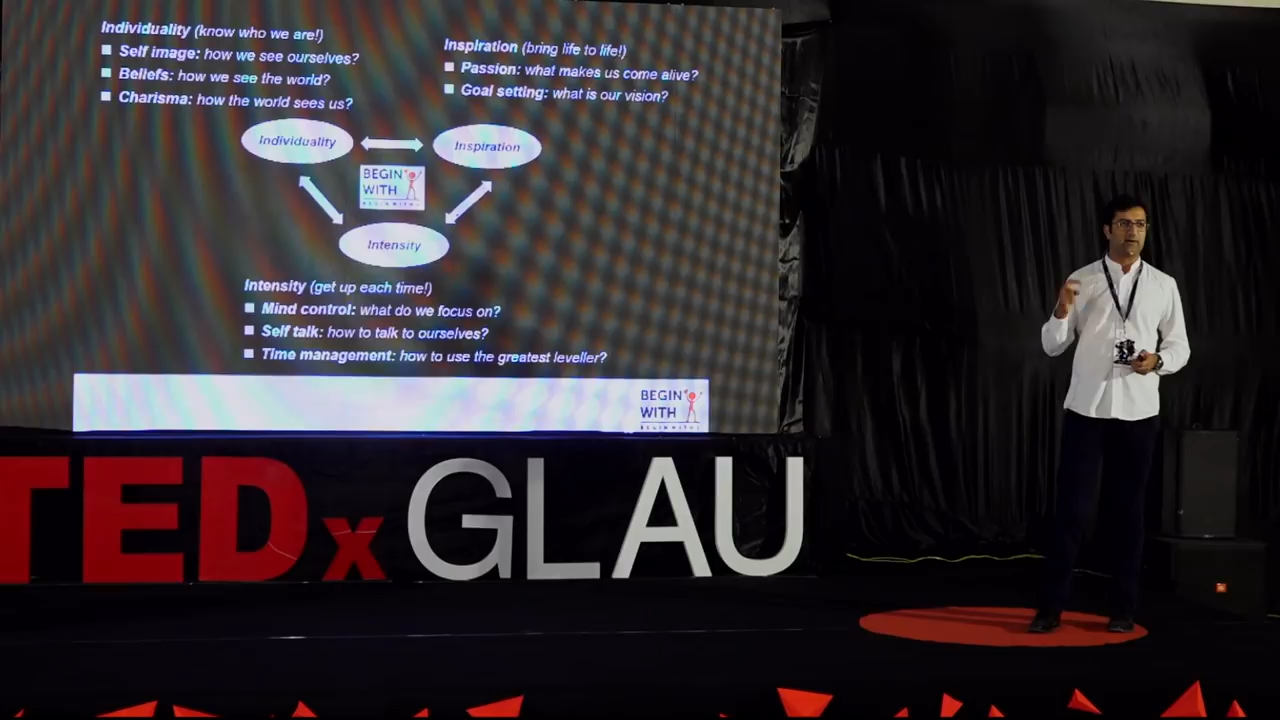 Individuality (know who we are!)
Self image: how we see ourselves?
Beliefs: how we see the world?
Charisma: how the world sees us?
Inspiration (bring life to life!)
Passion: what makes us come alive?
Goal setting: what is our vision?
Individuality
Inspiration
BEGIN
WITH
Intensity
Intensity (get up each time!)
Mind control: what do we focus on?
Self talk: how to talk to ourselves?
Time management: how to use the greatest leveller?
BEGIN
WITH
TEDxGLAU